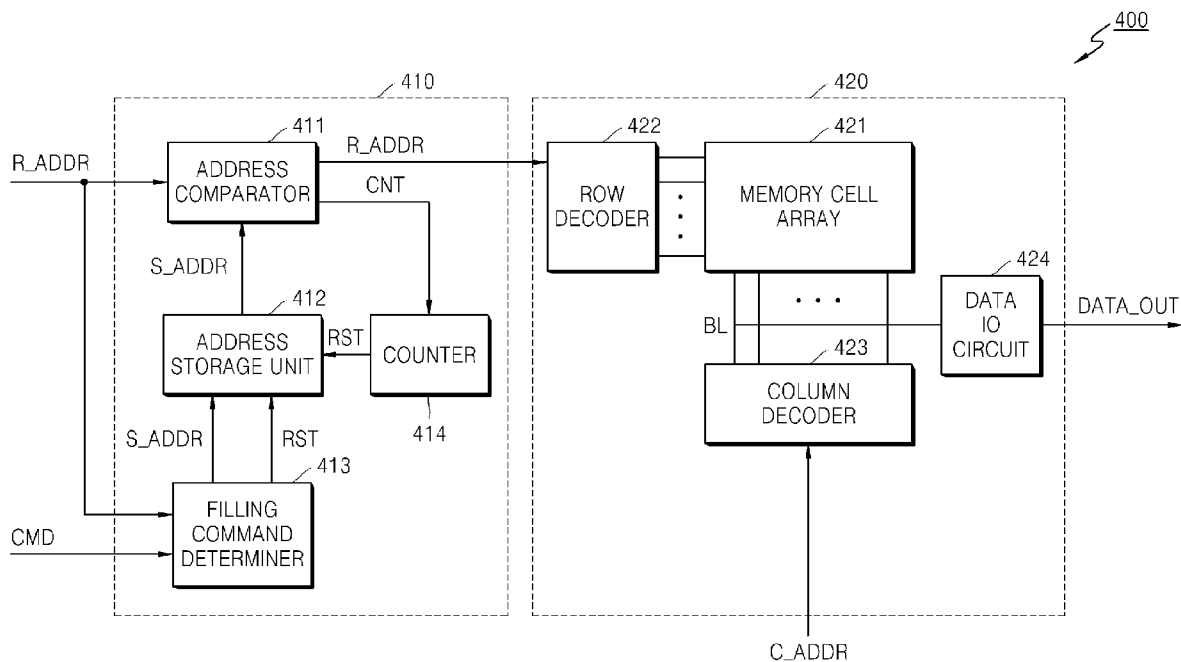 400
410
420
411
422
421
R_ADDR
ADDRESS
COMPARATOR
R_ADDR
CNT
ROW
DECODER
MEMORY CELL
ARRAY
S_ADDR
412
424
ADDRESS
STORAGE UNIT
RST
COUNTER
414
BL
DATA
IO
CIRCUIT
DATA_OUT
423
COLUMN
DECODER
S_ADDR
RST
413
CMD
FILLING
COMMAND
DETERMINER
C_ADDR